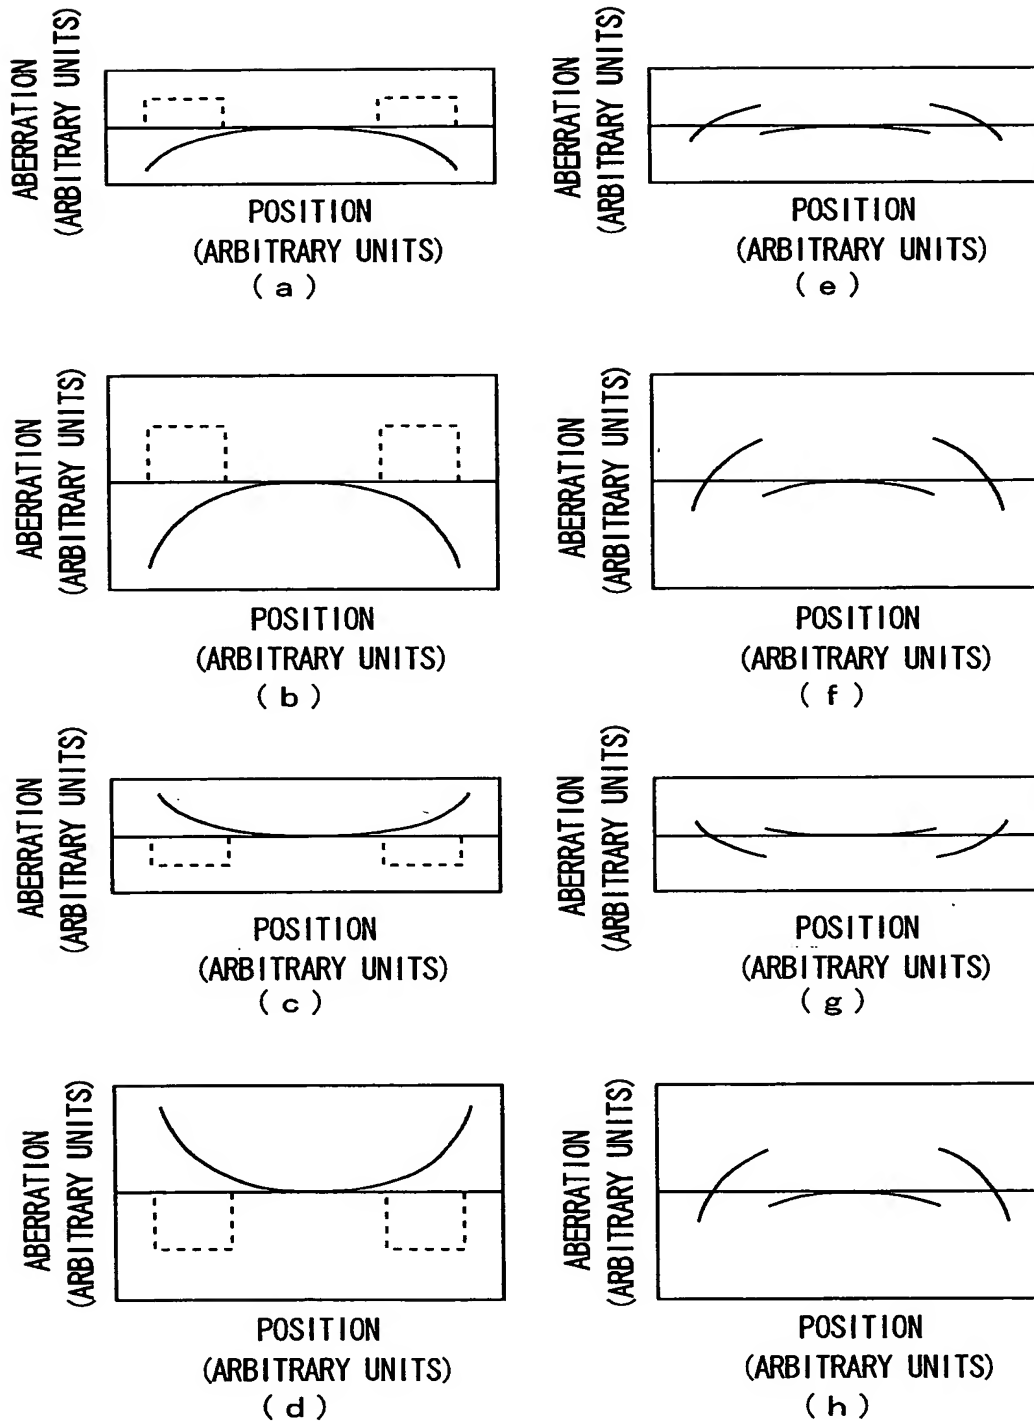 ABERRATION
(ARBITRARY UNITS)
POSITION
(ARBITRARY UNITS)
( a )
ABERRATION
(ARBITRARY UNITS)
POSITION
(ARBITRARY UNITS)
( e )
ABERRATION
(ARBITRARY UNITS)
POSITION
(ARBITRARY UNITS)
( b )
ABERRATION
(ARBITRARY UNITS)
POSITION
(ARBITRARY UNITS)
( f )
ABERRATION
(ARBITRARY UNITS)
POSITION
(ARBITRARY UNITS)
( c )
ABERRATION
(ARBITRARY UNITS)
POSITION
(ARBITRARY UNITS)
( g )
ABERRATION
(ARBITRARY UNITS)
POSITION
(ARBITRARY UNITS)
( d )
ABERRATION
(ARBITRARY UNITS)
POSITION
(ARBITRARY UNITS)
( h )